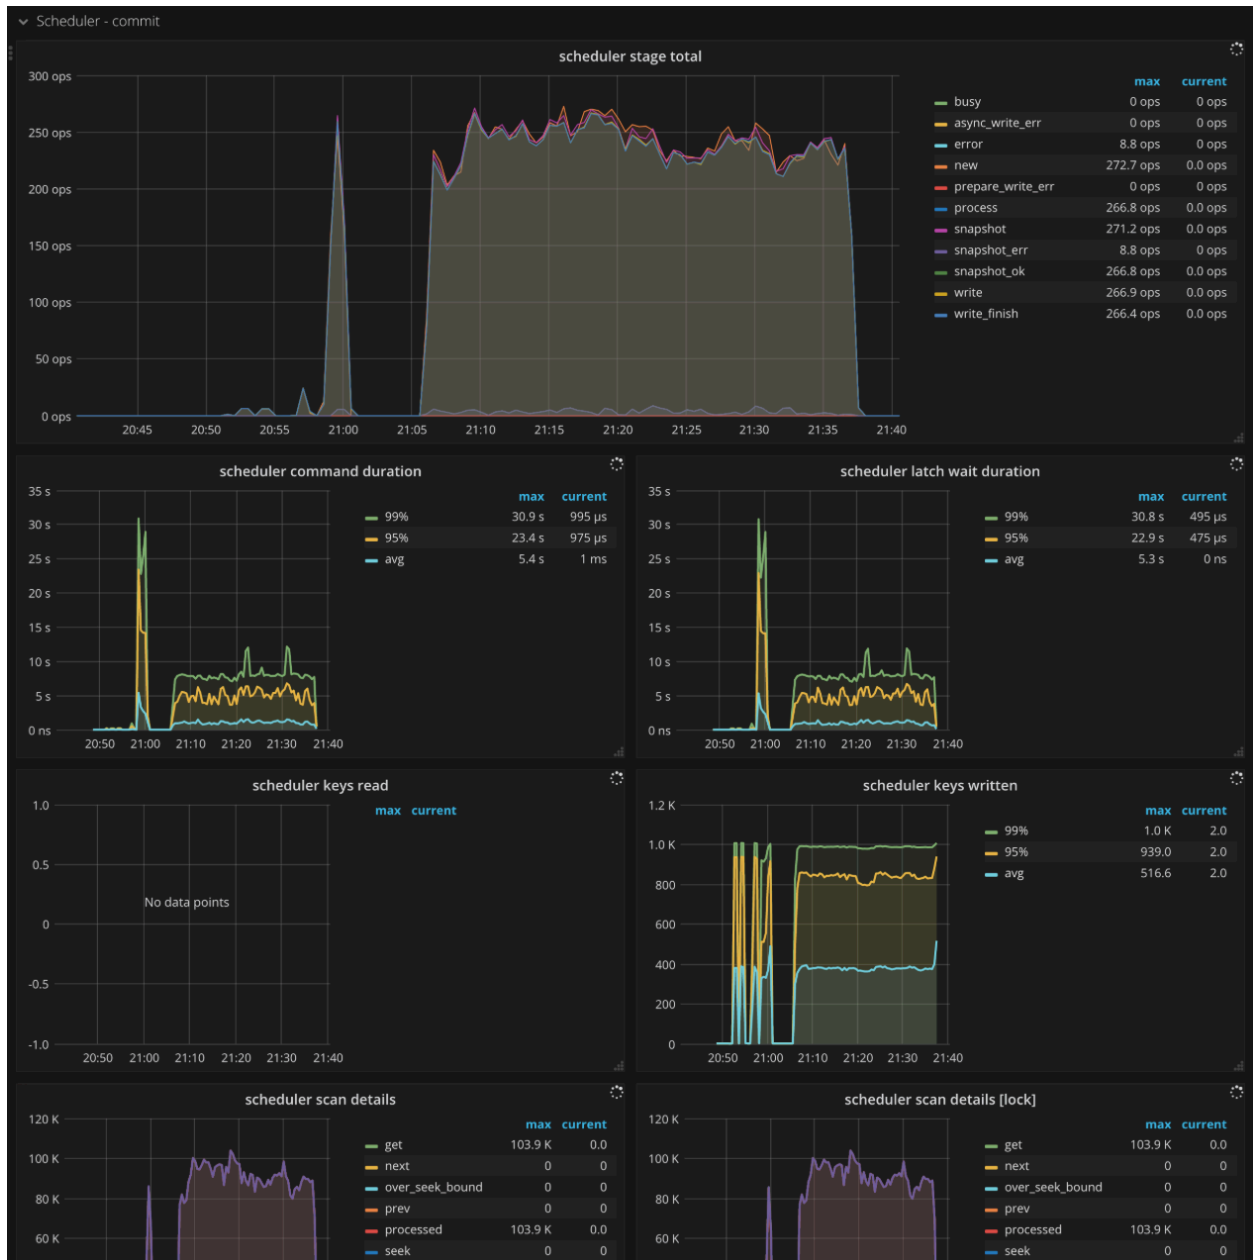 Scheduler - commit
scheduler stage total
300 ops
250 ops
200 ops
150 ops
100 ops
50 ops
0 ops
20:45 20:50 20:55 21:00 21:05 21:10 21:15 21:20 21:25 21:30 21:35 21:40
max current
busy 0 ops 0 ops
async_write_err 0 ops 0 ops
error 8.8 ops 0 ops
new 272.7 ops 0.0 ops
prepare_write_err 0 ops 0 ops
process 266.8 ops 0.0 ops
snapshot 271.2 ops 0.0 ops
snapshot_err 8.8 ops 0 ops
snapshot_ok 266.8 ops 0.0 ops
write 266.9 ops 0.0 ops
write_finish 266.4 ops 0.0 ops
scheduler command duration
35 s
30 s
25 s
20 s
15 s
10 s
5 s
0 ns
20:50 21:00 21:10 21:20 21:30 21:40
max current
99% 30.9 s 995 µs
95% 23.4 s 975 µs
avg 5.4 s 1 ms
scheduler latch wait duration
35 s
30 s
25 s
20 s
15 s
10 s
5 s
0 ns
20:50 21:00 21:10 21:20 21:30 21:40
max current
99% 30.8 s 495 µs
95% 22.9 s 475 µs
avg 5.3 s 0 ns
scheduler keys read
1.0
0.5
0
-0.5
-1.0
No data points
20:50 21:00 21:10 21:20 21:30 21:40
max current
scheduler keys written
1.2 K
1.0 K
800
600
400
200
0
20:50 21:00 21:10 21:20 21:30 21:40
max current
99% 1.0 K 2.0
95% 939.0 2.0
avg 516.6 2.0
scheduler scan details
120 K
100 K
80 K
60 K
max current
get 103.9 K 0.0
next 0 0
over_seek_bound 0 0
prev 0 0
processed 103.9 K 0.0
seek 0 0
scheduler scan details [lock]
120 K
100 K
80 K
60 K
max current
get 103.9 K 0.0
next 0 0
over_seek_bound 0 0
prev 0 0
processed 103.9 K 0.0
seek 0 0